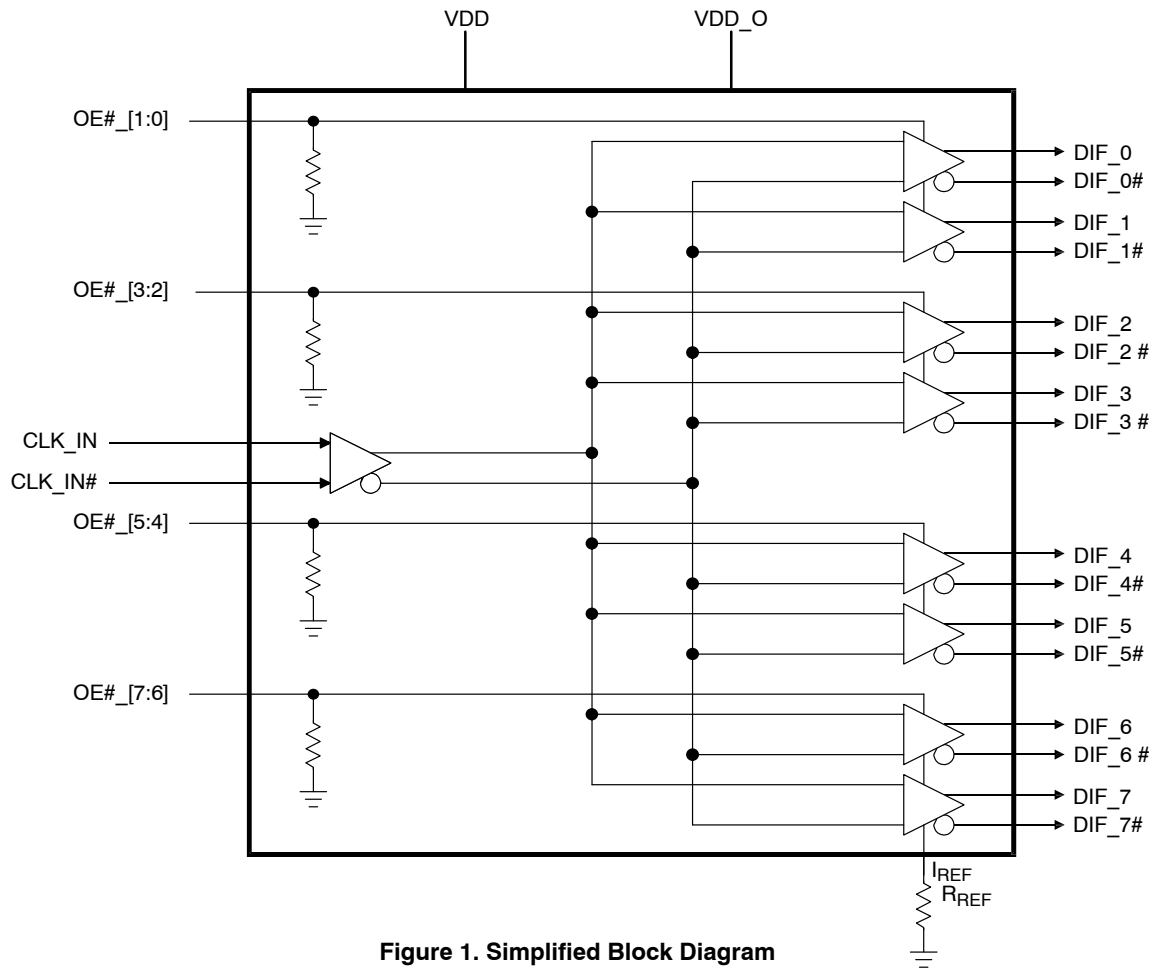 VDD VDD_O
OE#_[1:0]
DIF_0
DIF_0#
DIF_1
DIF_1#
OE#_[3:2]
DIF_2
DIF_2 #
DIF_3
DIF_3 #
CLK_IN
CLK_IN#
OE#_[5:4]
DIF_4
DIF_4#
DIF_5
DIF_5#
OE#_[7:6]
DIF_6
DIF_6 #
DIF_7
DIF_7#
IREF
RREF
Figure 1. Simplified Block Diagram